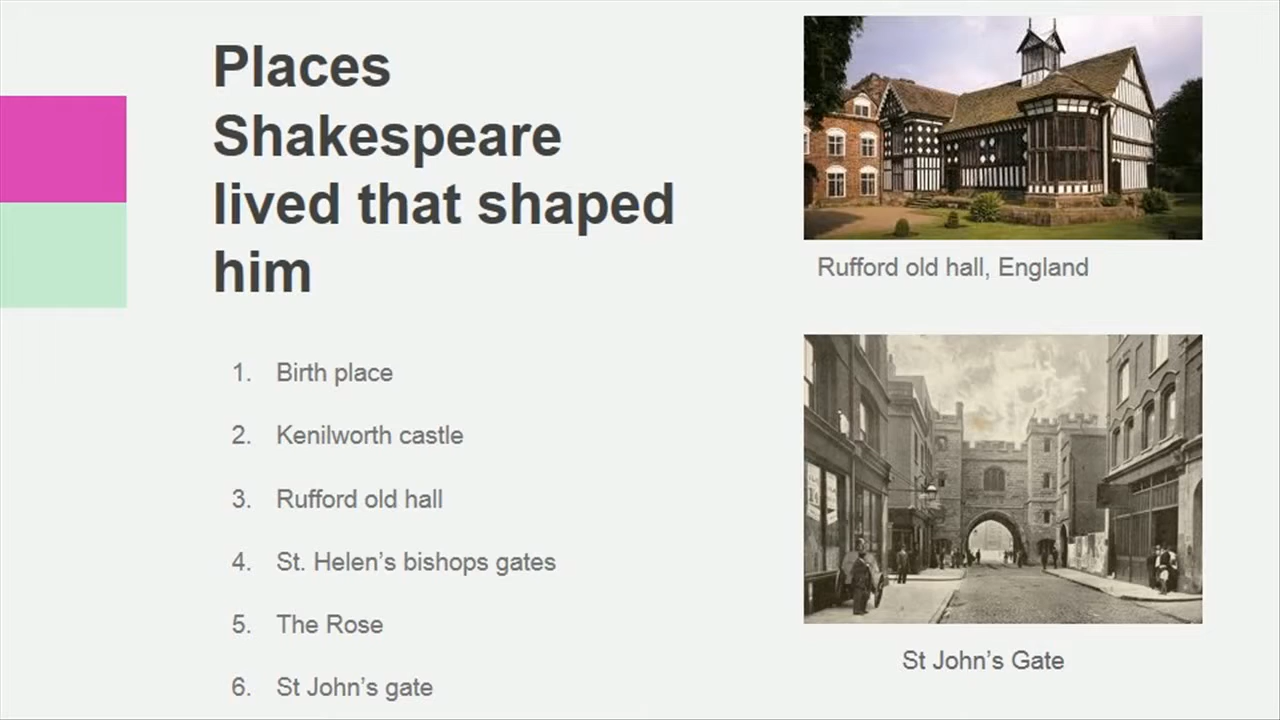 Places
Shakespeare
lived that shaped
him
1. Birth place
2. Kenilworth castle
3. Rufford old hall
4. St. Helen’s bishops gates
5. The Rose
6. St John’s gate
Rufford old hall, England
St John’s Gate